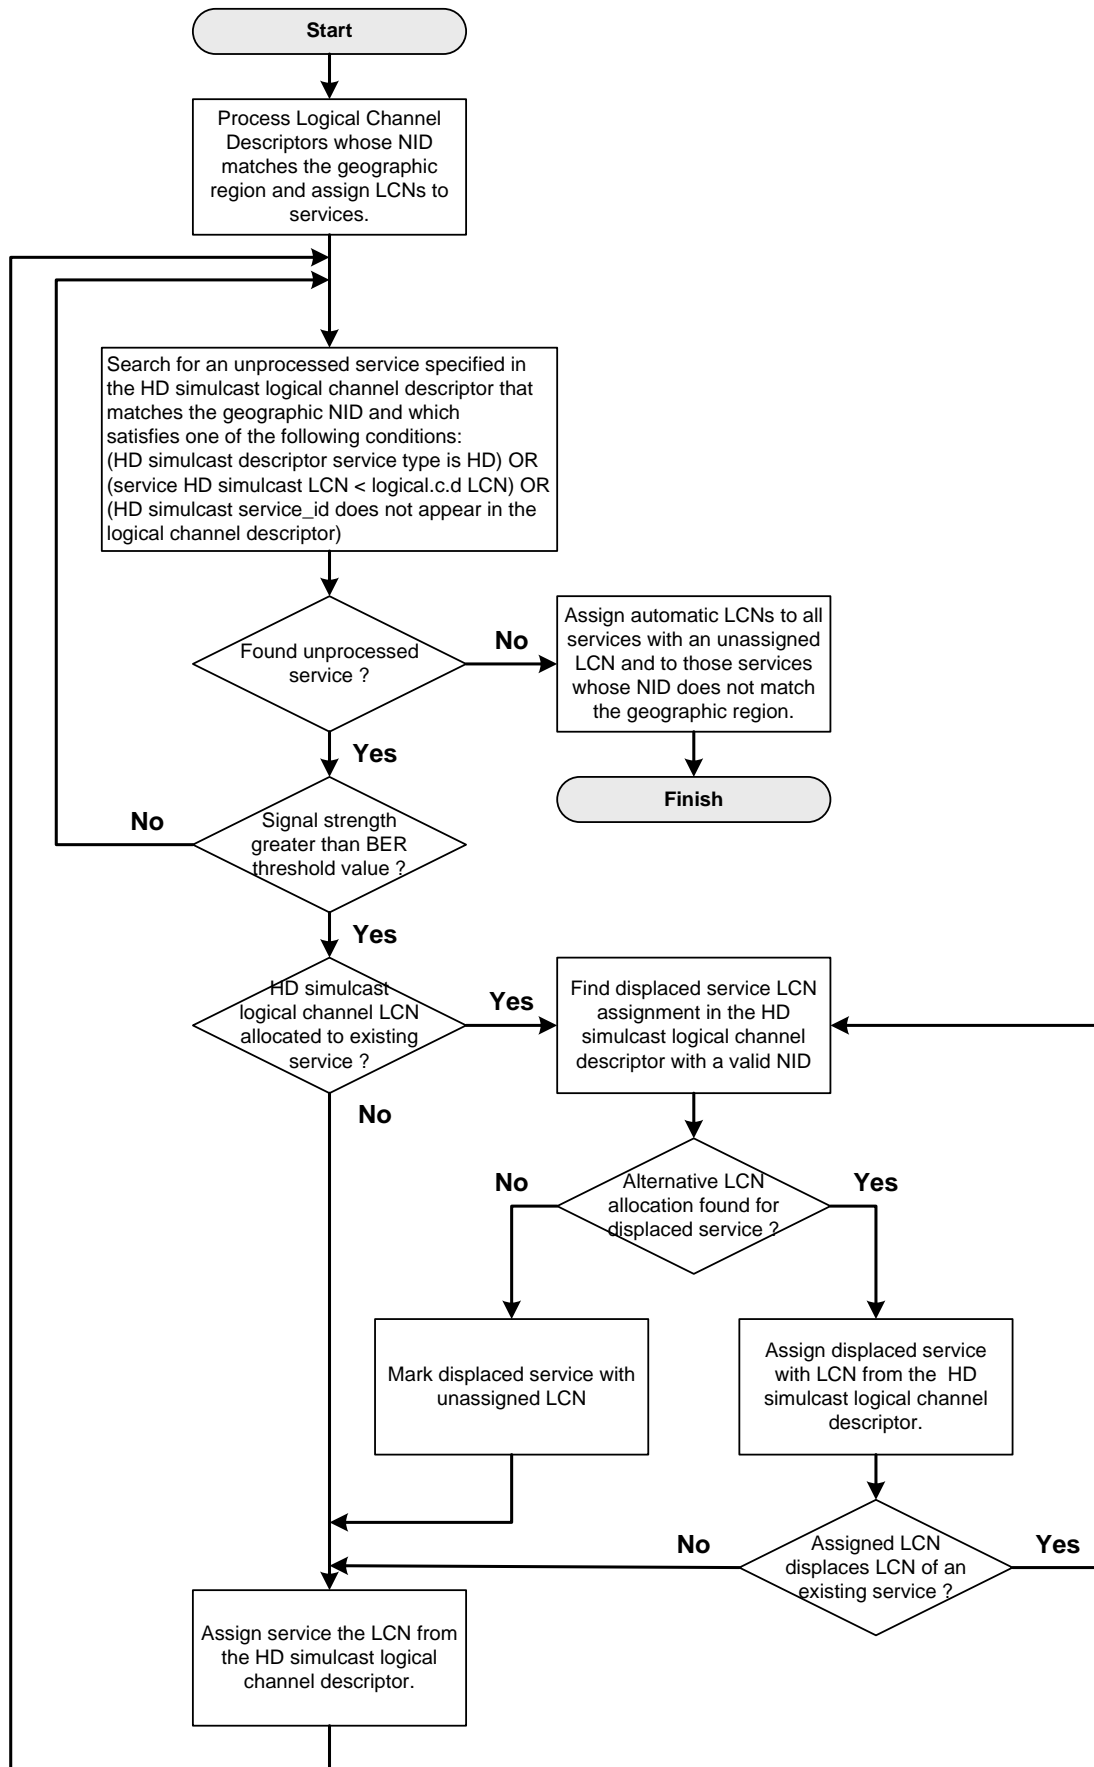 Start
Process Logical Channel
Descriptors whose NID
matches the geographic
region and assign LCNs to
services.
Search for an unprocessed service specified in
the HD simulcast logical channel descriptor that
matches the geographic NID and which
satisfies one of the following conditions:
(HD simulcast descriptor service type is HD) OR
(service HD simulcast LCN < logical.c.d LCN) OR
(HD simulcast service_id does not appear in the
logical channel descriptor)
Found unprocessed
service ?
No
Assign automatic LCNs to all
services with an unassigned
LCN and to those services
whose NID does not match
the geographic region.
Yes
Finish
No
Signal strength
greater than BER
threshold value ?
Yes
HD simulcast
logical channel LCN
allocated to existing
service ?
Yes
Find displaced service LCN
assignment in the HD
simulcast logical channel
descriptor with a valid NID
No
No
Alternative LCN
allocation found for
displaced service ?
Yes
Mark displaced service with
unassigned LCN
Assign displaced service
with LCN from the  HD
simulcast logical channel
descriptor.
No
Assigned LCN
displaces LCN of an
existing service ?
Yes
Assign service the LCN from
the HD simulcast logical
channel descriptor.